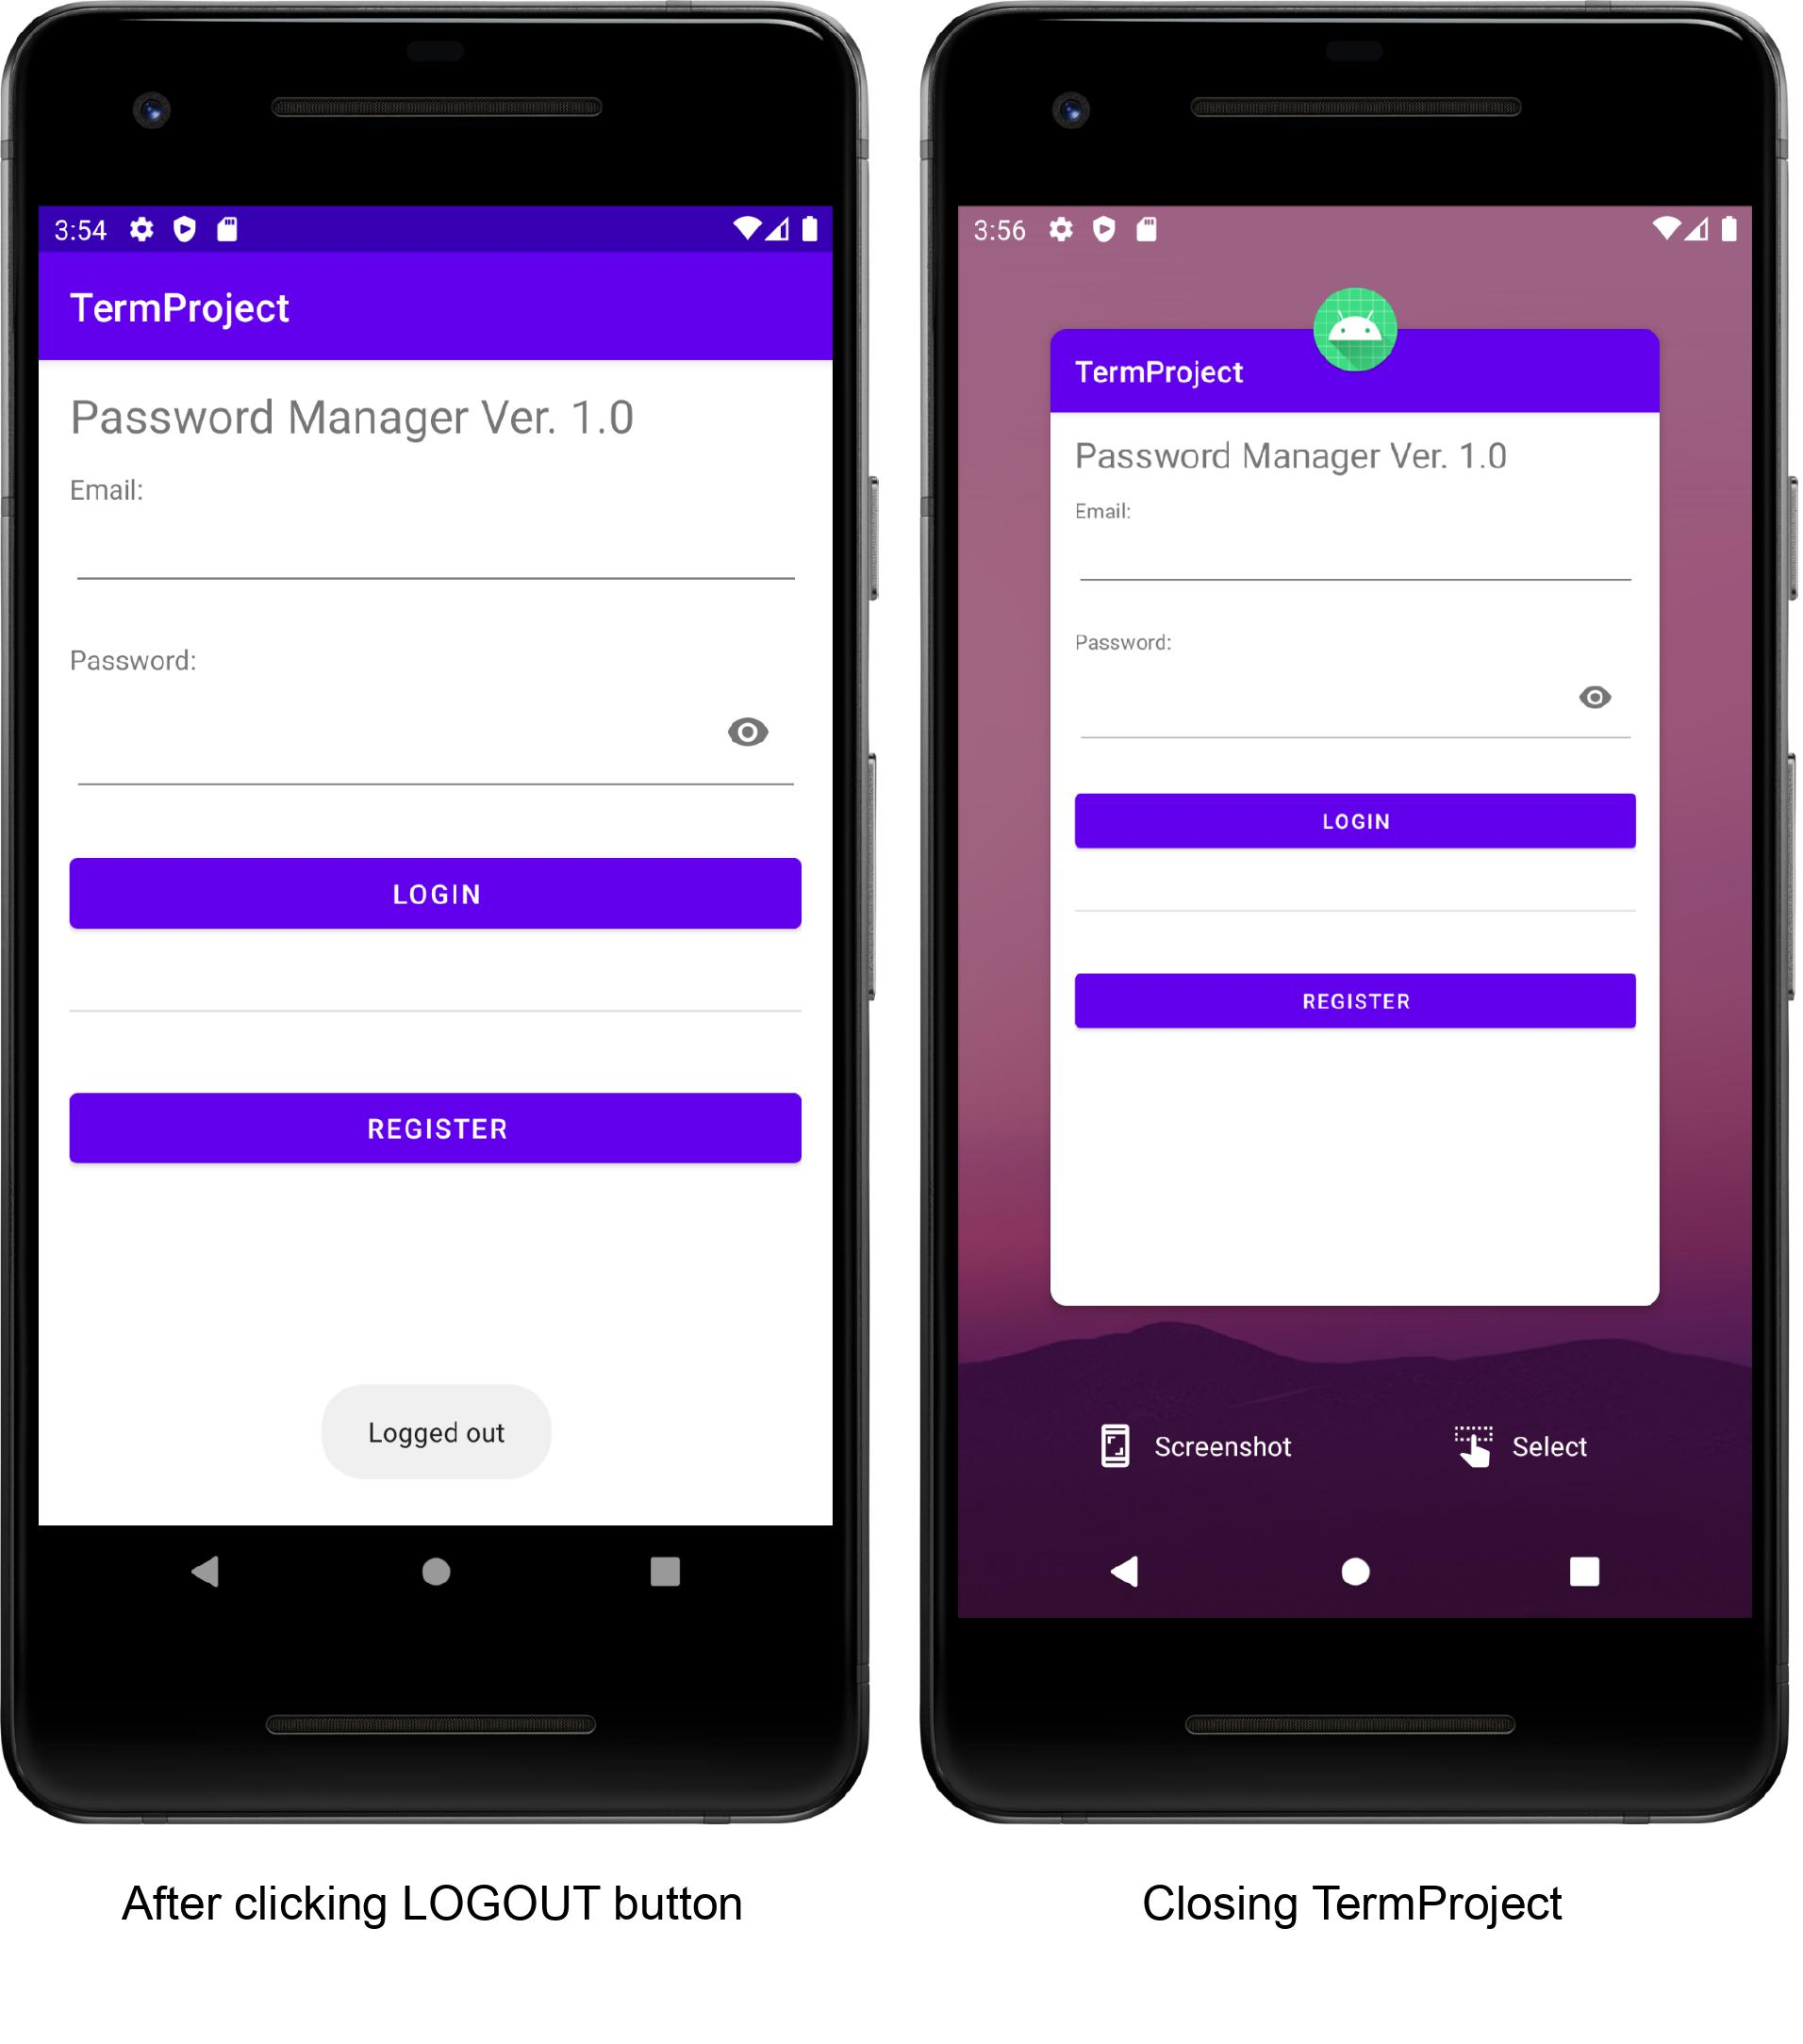 3:54
TermProject
Password Manager Ver. 1.0
Email:
Password:
LOGIN
REGISTER
Logged out
After clicking LOGOUT button
3:56
TermProject
Password Manager Ver. 1.0
Email:
Password:
LOGIN
REGISTER
Screenshot
Select
Closing TermProject